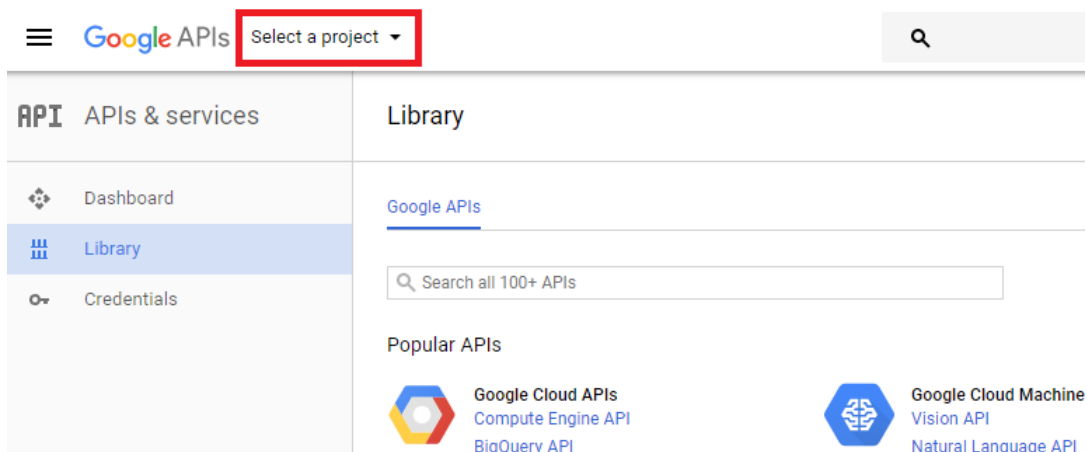 Google APIs Select a project
API APIs & services
Library
Dashboard
Library
Credentials
Google APIs
Search all 100+ APIs
Popular APIs
Google Cloud APIs
Compute Engine API
BigQuery API
Google Cloud Machine
Vision API
Natural Language API